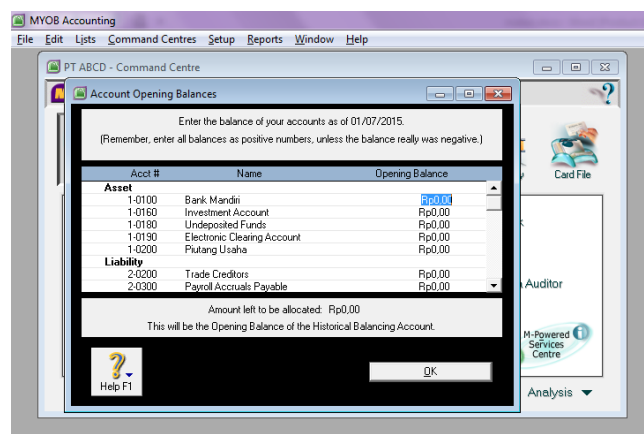 MYOB Accounting
File Edit Lists Command Centres Setup Reports Window Help
PT ABCD - Command Centre
Account Opening Balances
Enter the balance of your accounts as of 01/07/2015.
(Remember, enter all balances as positive numbers, unless the balance really was negative.)
Acct # Name Opening Balance
Asset
1-0100 Bank Mandiri Rp0,00
1-0160 Investment Account Rp0,00
1-0180 Undeposited Funds Rp0,00
1-0190 Electronic Clearing Account Rp0,00
1-0200 Piutang Usaha Rp0,00
Liability
2-0200 Trade Creditors Rp0,00
2-0300 Payroll Accruals Payable Rp0,00
Amount left to be allocated: Rp0,00
This will be the Opening Balance of the Historical Balancing Account.
Help F1
OK
Card File
Auditor
M-Powered
Services
Centre
Analysis